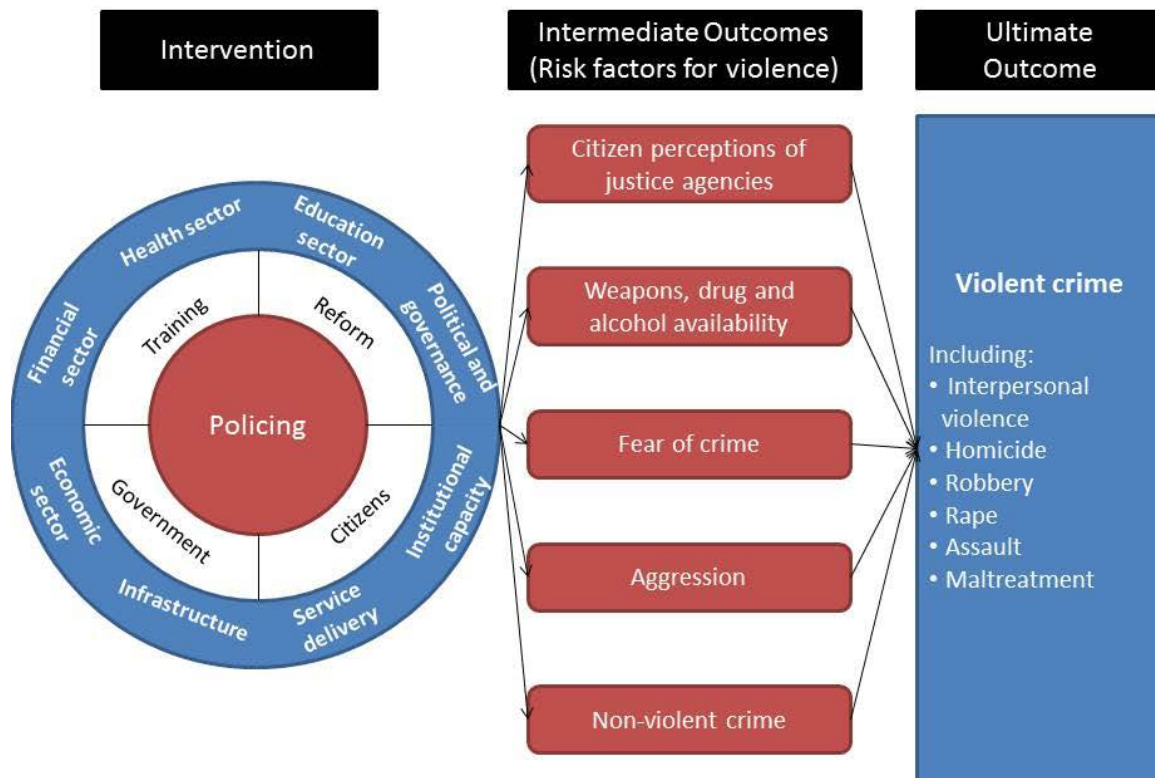 Intervention
Intermediate Outcomes
(Risk factors for violence)
Ultimate
Outcome
Health sector
Education
sector
Political and
governance
Institutional
capacity
Service
delivery
Infrastructure
Economic
sector
Financial
sector
Training
Reform
Citizens
Government
Policing
Citizen perceptions of
justice agencies
Weapons, drug and
alcohol availability
Fear of crime
Aggression
Non-violent crime
Violent crime
Including:
• Interpersonal
violence
• Homicide
• Robbery
• Rape
• Assault
• Maltreatment